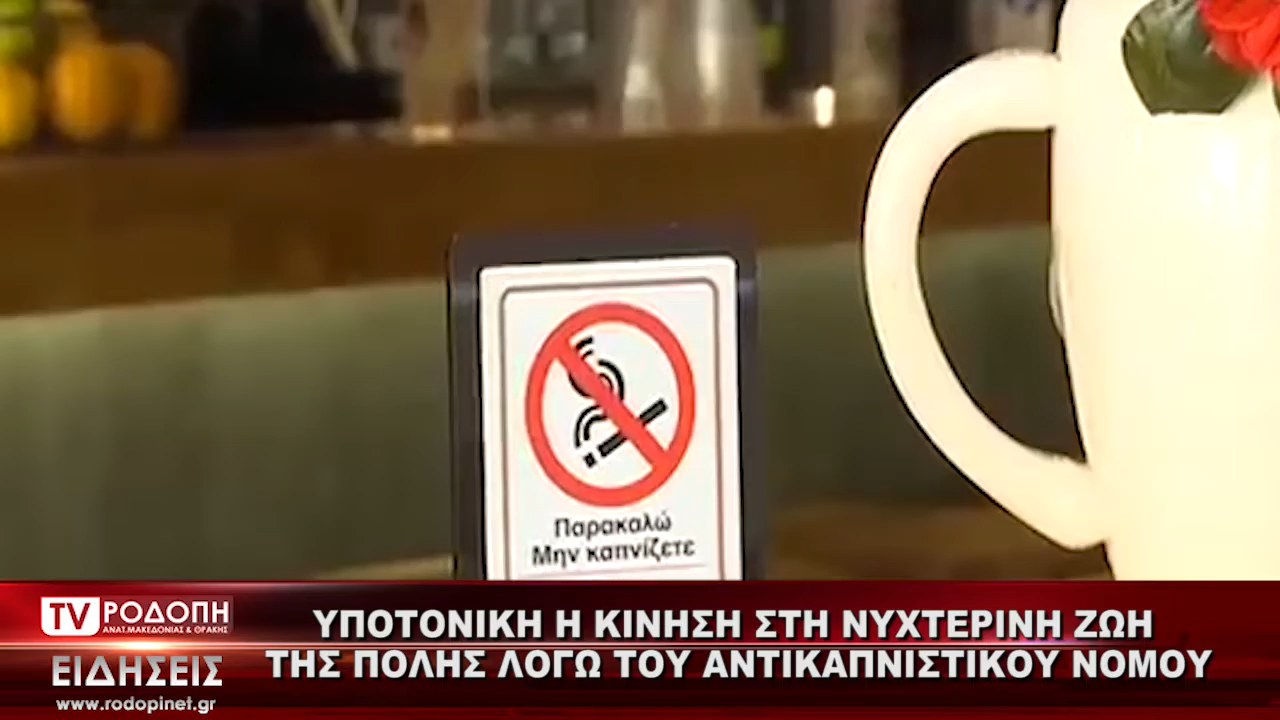 Παρακαλώ
Μην καπνίζετε
TV ΡΟΔΟΠΗ
ΑΝΑΤ.ΜΑΚΕΔΟΝΙΑΣ & ΘΡΑΚΗΣ
ΕΙΔΗΣΕΙΣ
www.rodopinet.gr
ΥΠΟΤΟΝΙΚΗ Η ΚΙΝΗΣΗ ΣΤΗ ΝΥΧΤΕΡΙΝΗ ΖΩΗ
ΤΗΣ ΠΟΛΗΣ ΛΟΓΩ ΤΟΥ ΑΝΤΙΚΑΠΝΙΣΤΙΚΟΥ ΝΟΜΟΥ